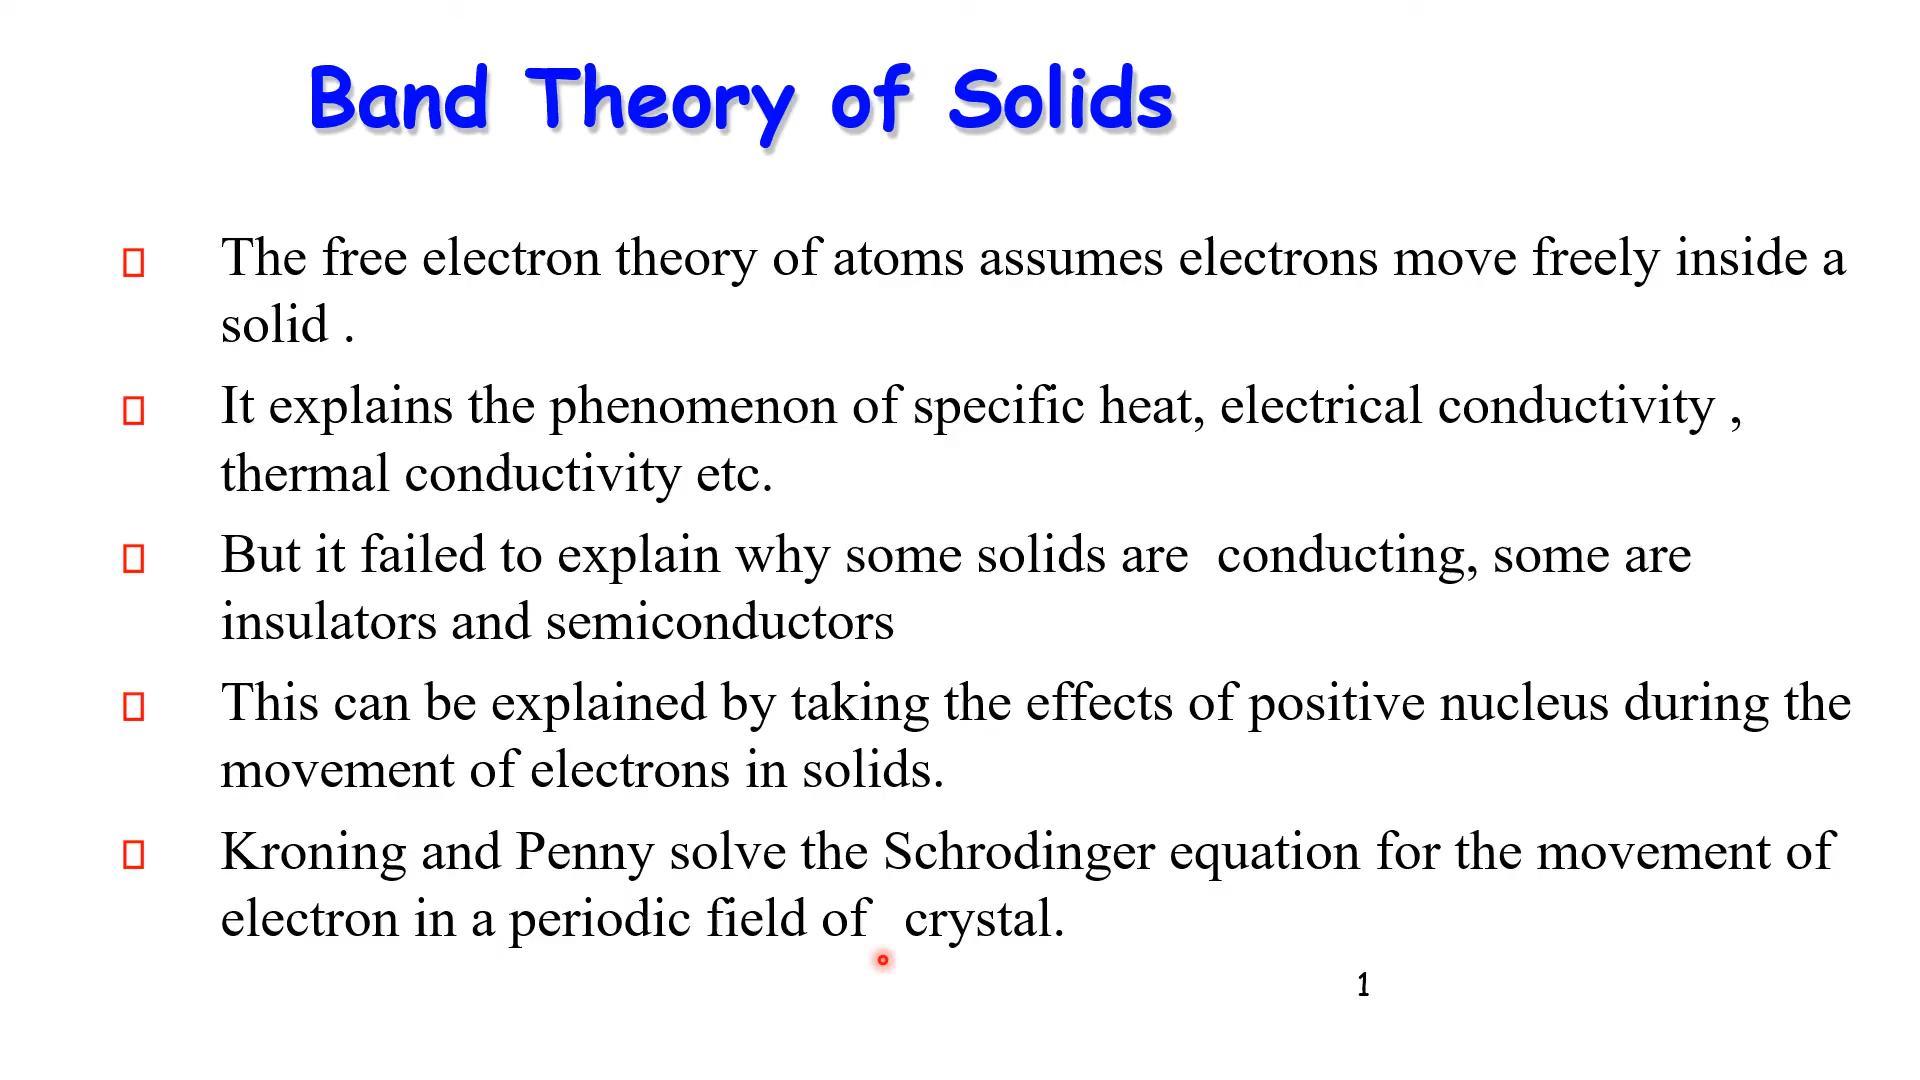 Band Theory of Solids
The free electron theory of atoms assumes electrons move freely inside a
solid .
It explains the phenomenon of specific heat, electrical conductivity ,
thermal conductivity etc.
But it failed to explain why some solids are  conducting, some are
insulators and semiconductors
This can be explained by taking the effects of positive nucleus during the
movement of electrons in solids.
Kroning and Penny solve the Schrodinger equation for the movement of
electron in a periodic field of  crystal.
1